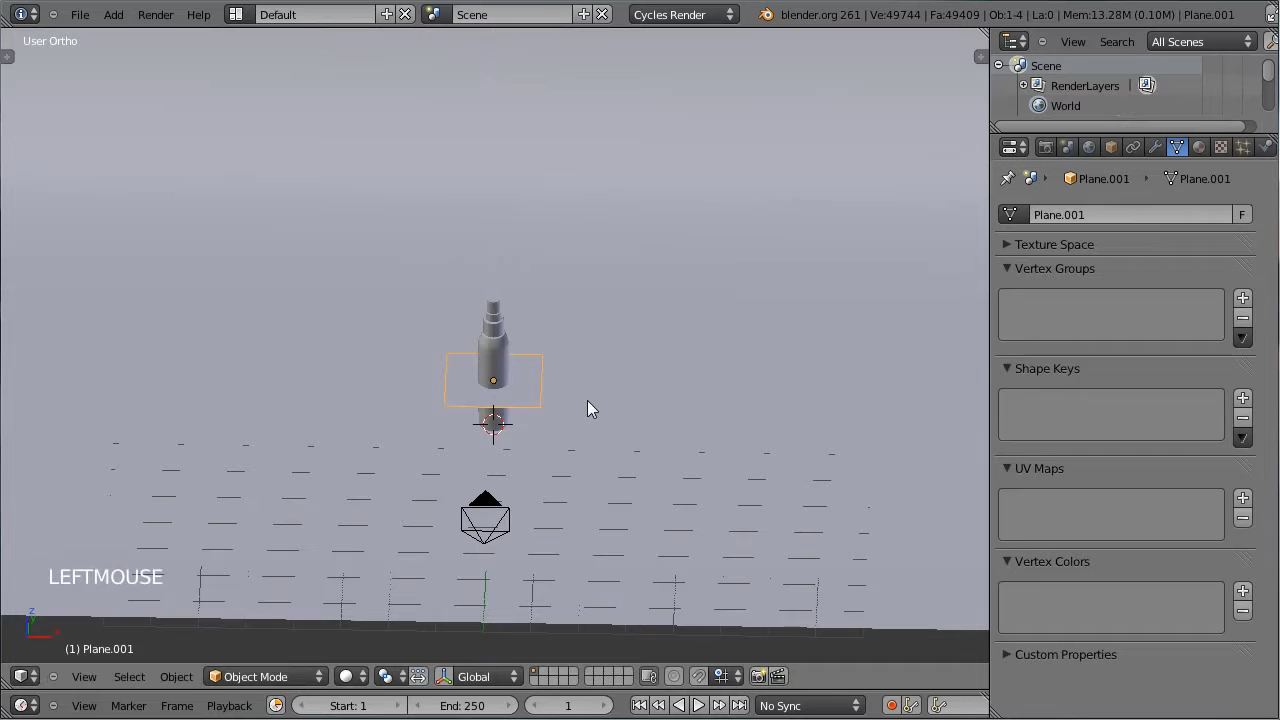 File Add Render Help Default Scene Cycles Render blender.org 261 | Ve:49744 | Fa:49409 | Ob:1-4 | La:0 | Mem:13.28M (0.10M) | Plane.001
User Ortho
View Search All Scenes
Scene
RenderLayers
World
Plane.001 Plane.001
Plane.001 F
Texture Space
Vertex Groups
Shape Keys
UV Maps
Vertex Colors
Custom Properties
LEFTMOUSE
z
y
x
(1) Plane.001
View Select Object Object Mode Global
View Marker Frame Playback Start: 1 End: 250 1 No Sync